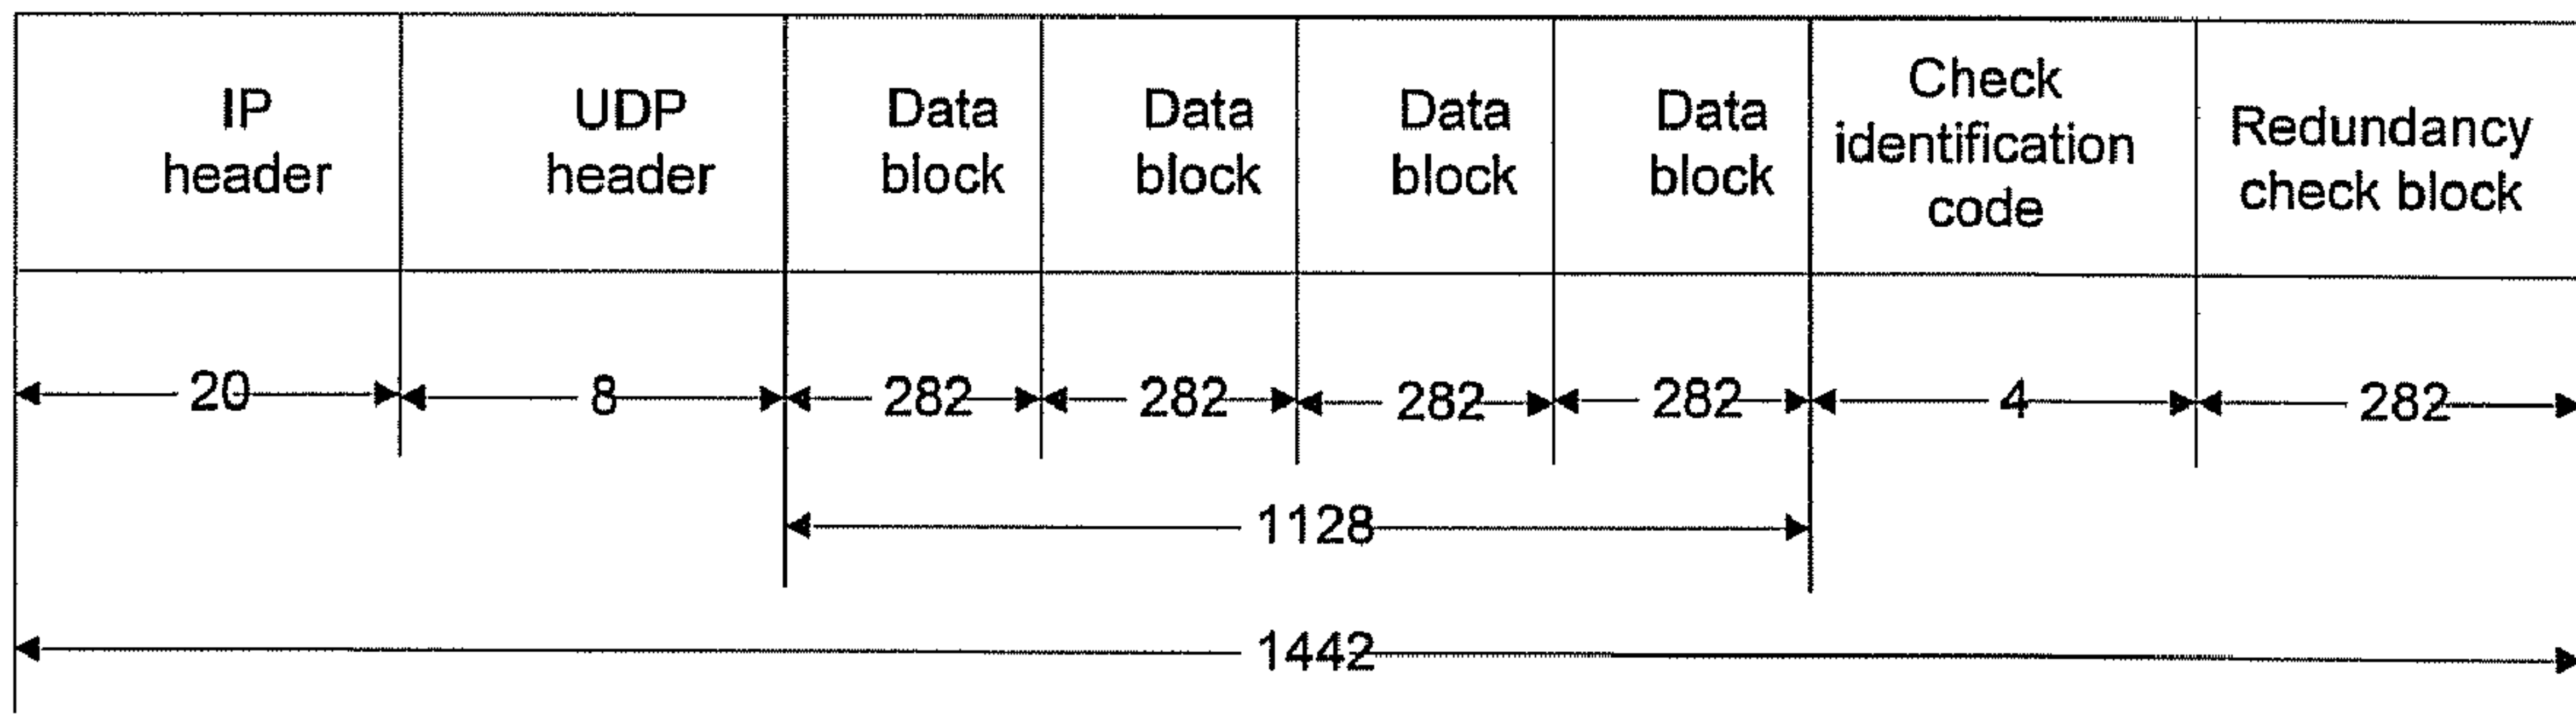 IP
header
UDP
header
Data
block
Data
block
Data
block
Data
block
Check
identification
code
Redundancy
check block
20
8
282
282
282
282
4
282
1128
1442